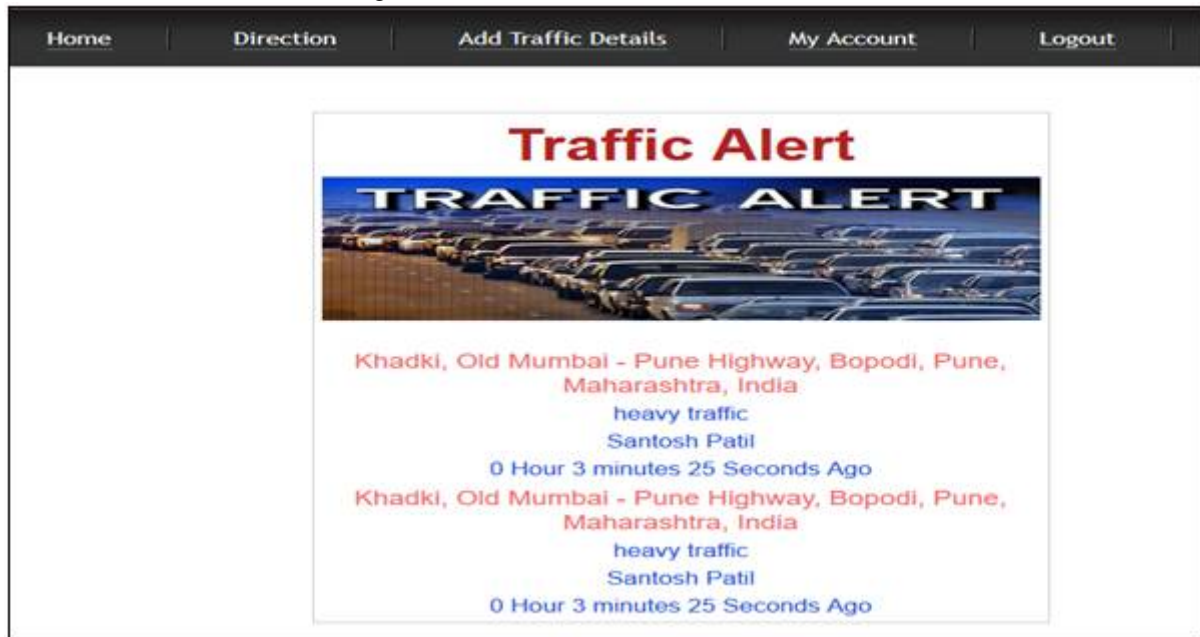 Home Direction Add Traffic Details My Account Logout
Traffic Alert
TRAFFIC ALERT
Khadki, Old Mumbai - Pune Highway, Bopodi, Pune,
Maharashtra, India
heavy traffic
Santosh Patil
0 Hour 3 minutes 25 Seconds Ago
Khadki, Old Mumbai - Pune Highway, Bopodi, Pune,
Maharashtra, India
heavy traffic
Santosh Patil
0 Hour 3 minutes 25 Seconds Ago